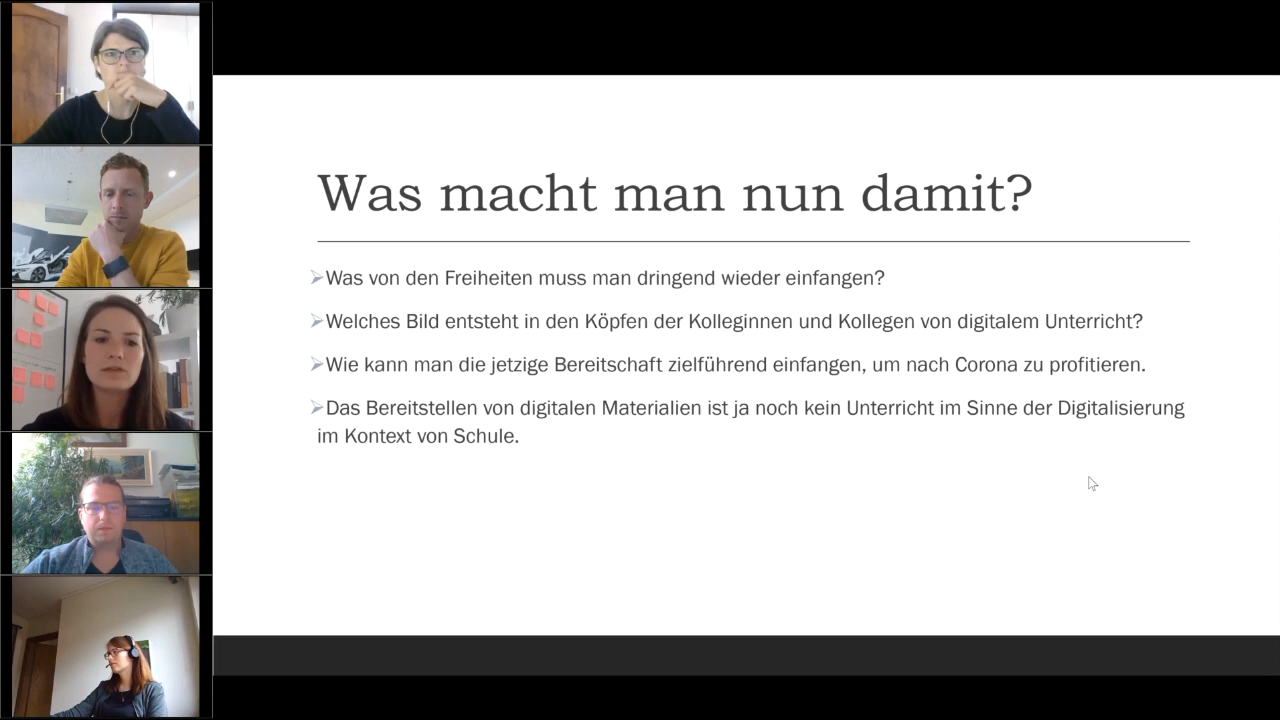 Was macht man nun damit?
➢Was von den Freiheiten muss man dringend wieder einfangen?
➢Welches Bild entsteht in den Köpfen der Kolleginnen und Kollegen von digitalem Unterricht?
➢Wie kann man die jetzige Bereitschaft zielführend einfangen, um nach Corona zu profitieren.
➢Das Bereitstellen von digitalen Materialien ist ja noch kein Unterricht im Sinne der Digitalisierung
im Kontext von Schule.